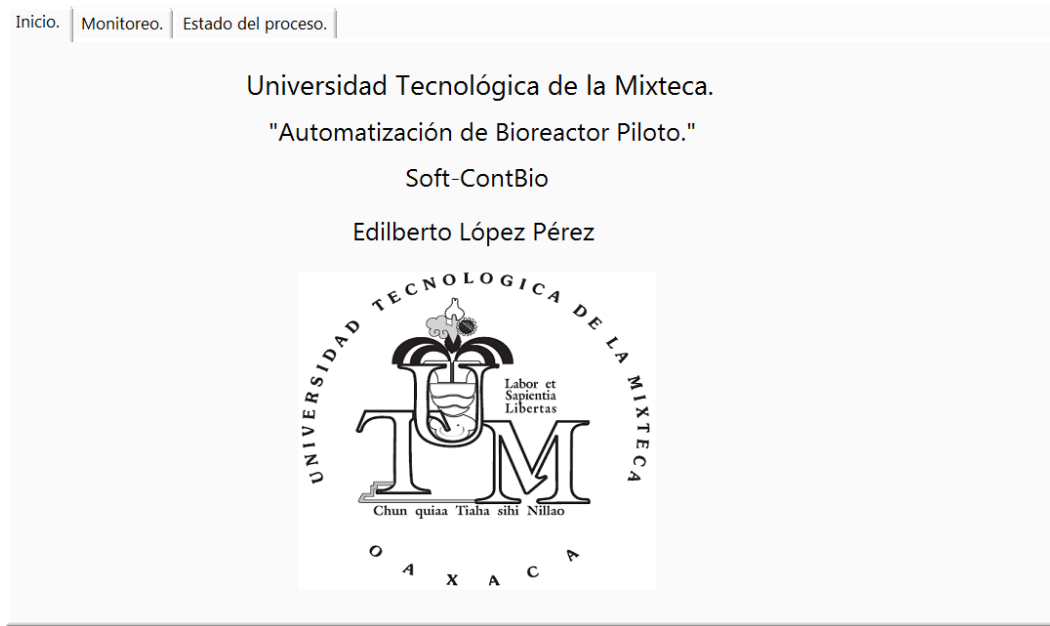 Inicio. Monitoreo. Estado del proceso.
Universidad Tecnológica de la Mixteca.
"Automatización de Bioreactor Piloto."
Soft-ContBio
Edilberto López Pérez
UNIVERSIDAD TECNOLOGICA DE LA MIXTECA
Labor et
Sapientia
Libertas
UTM
Chun quiaa Tiaha sihi Nillao
OAXACA